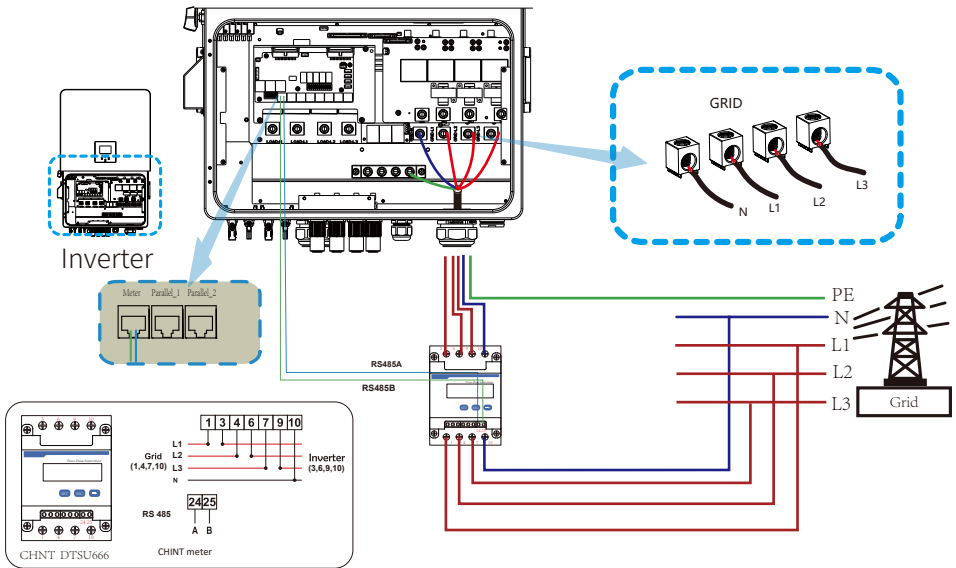 GRID
N
L1
L2
L3
Inverter
Meter
Parallel_1
Parallel_2
PE
N
L1
L2
L3
Grid
RS485A
RS485B
1 3 4 6 7 9 10
L1
L2
L3
N
Grid
(1,4,7,10)
Inverter
(3,6,9,10)
24 25
RS 485
A B
24 25
CHNT DTSU666
CHINT meter